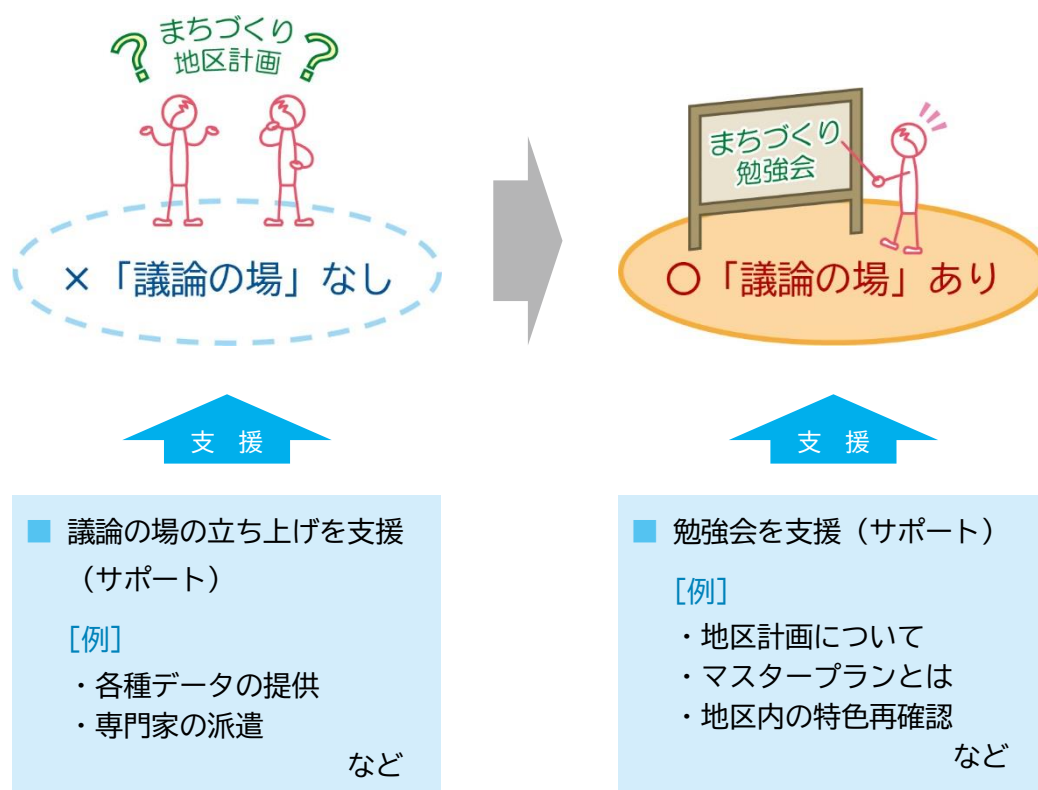 まちづくり
地区計画
? ?
×「議論の場」なし
支 援
■ 議論の場の立ち上げを支援
(サポート)
[例]
・各種データの提供
・専門家の派遣
など
まちづくり
勉強会
〇「議論の場」あり
支 援
■ 勉強会を支援(サポート)
[例]
・地区計画について
・マスタープランとは
・地区内の特色再確認
など